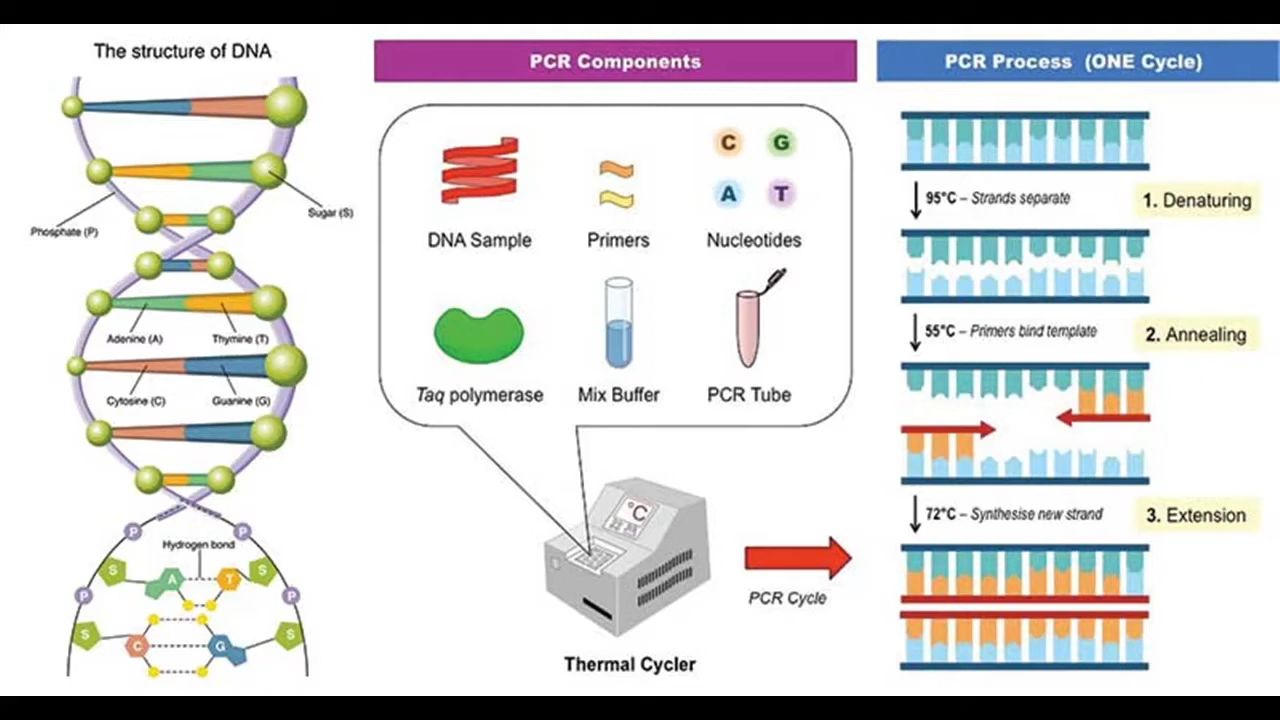 The structure of DNA
Sugar (S)
Phosphate (P)
Adenine (A)
Thymine (T)
Cytosine (C)
Guanine (G)
P
P
Hydrogen bond
S
A
T
S
P
P
S
C
G
S
PCR Components
C
G
DNA Sample
Primers
A
T
Nucleotides
Taq polymerase
Mix Buffer
PCR Tube
°C
PCR Cycle
Thermal Cycler
PCR Process (ONE Cycle)
95°C – Strands separate
1. Denaturing
55°C – Primers bind template
2. Annealing
72°C – Synthesise new strand
3. Extension